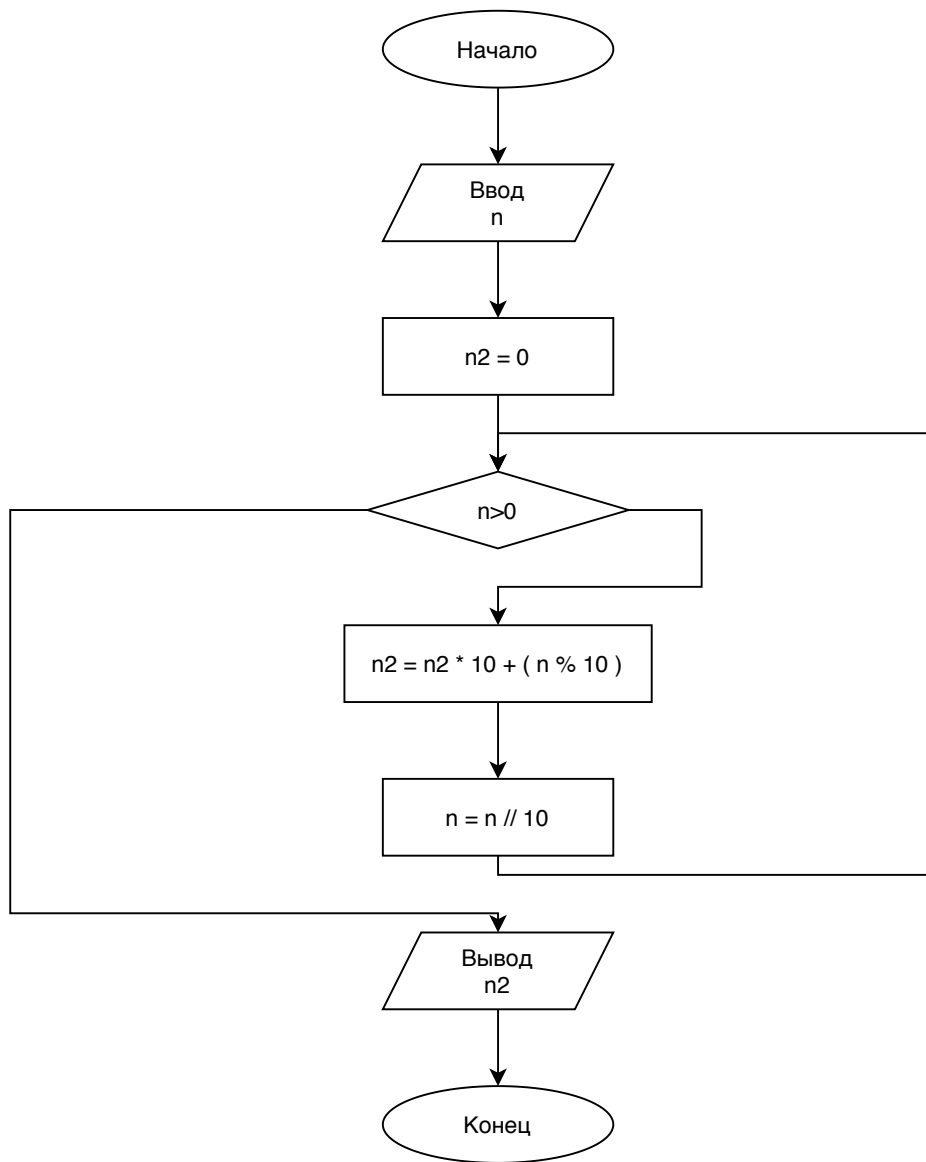 Начало
Ввод
n
n2 = 0
n>0
n2 = n2 * 10 + ( n % 10 )
n = n // 10
Вывод
n2
Конец